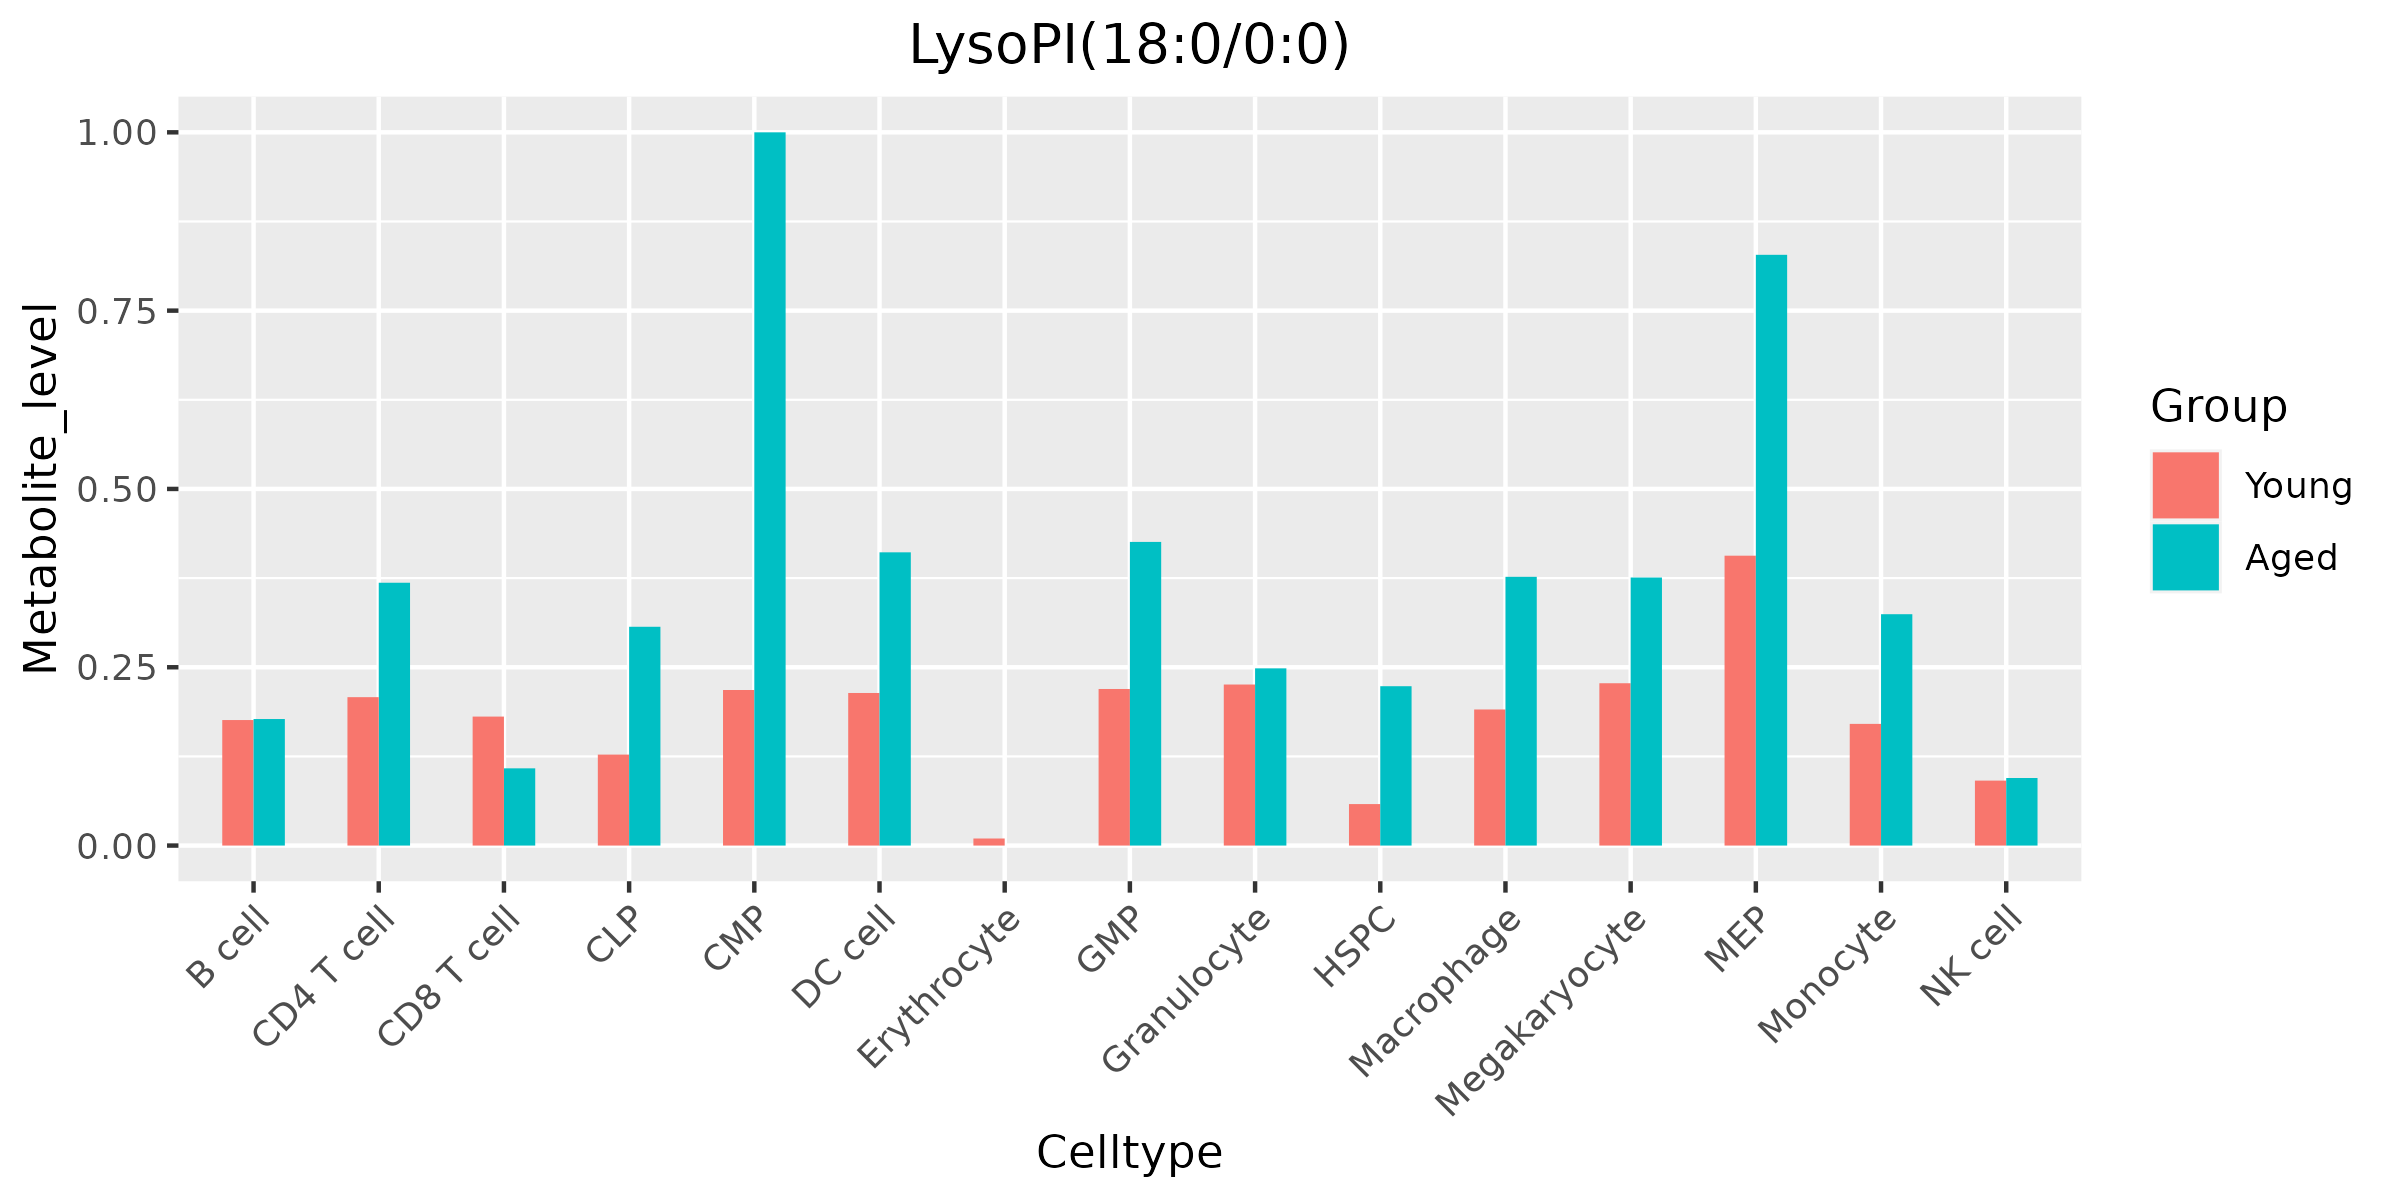 LysoPI(18:0/0:0)
Metabolite_level
1.00
0.75
0.50
0.25
0.00
B cell
CD4 T cell
CD8 T cell
CLP
CMP
DC cell
Erythrocyte
GMP
Granulocyte
HSPC
Macrophage
Megakaryocyte
MEP
Monocyte
NK cell
Celltype
Group
Young
Aged